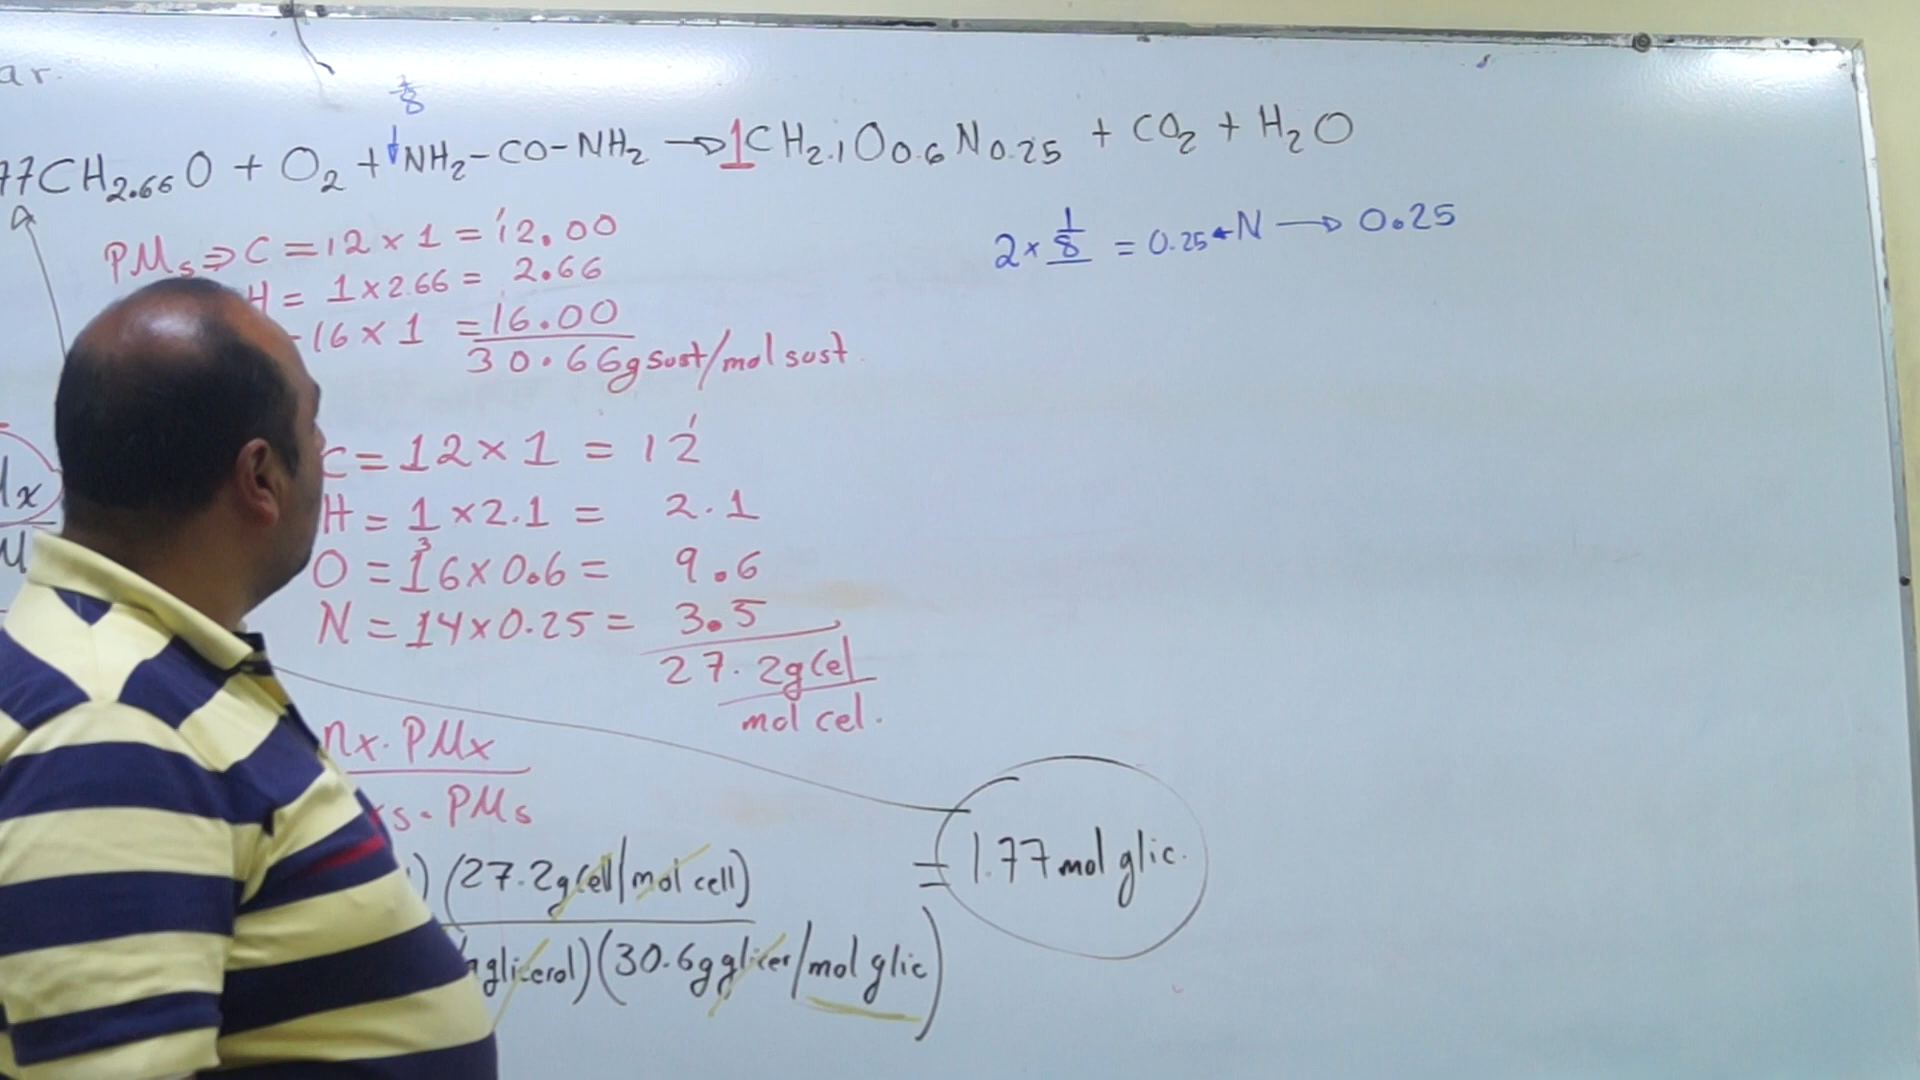 ar.
1/8
77CH2.66O + O2 + NH2-CO-NH2 → 1CH2.1O0.6N0.25 + CO2 + H2O
PMs ⇒ C = 12 x 1 = 12.00
H = 1 x 2.66 = 2.66
16 x 1 = 16.00
30.66g sust/mol sust
2 x 1/8 = 0.25 ← N → 0.25
C = 12 x 1 = 12
H = 1 x 2.1 = 2.1
O = 16 x 0.6 = 9.6
N = 14 x 0.25 = 3.5
27.2g Cel
mol cel.
nx. PMx
s. PMs
) (27.2g cell/mol cell)
glicerol)(30.6g glicer/mol glic)
= 1.77 mol glic.